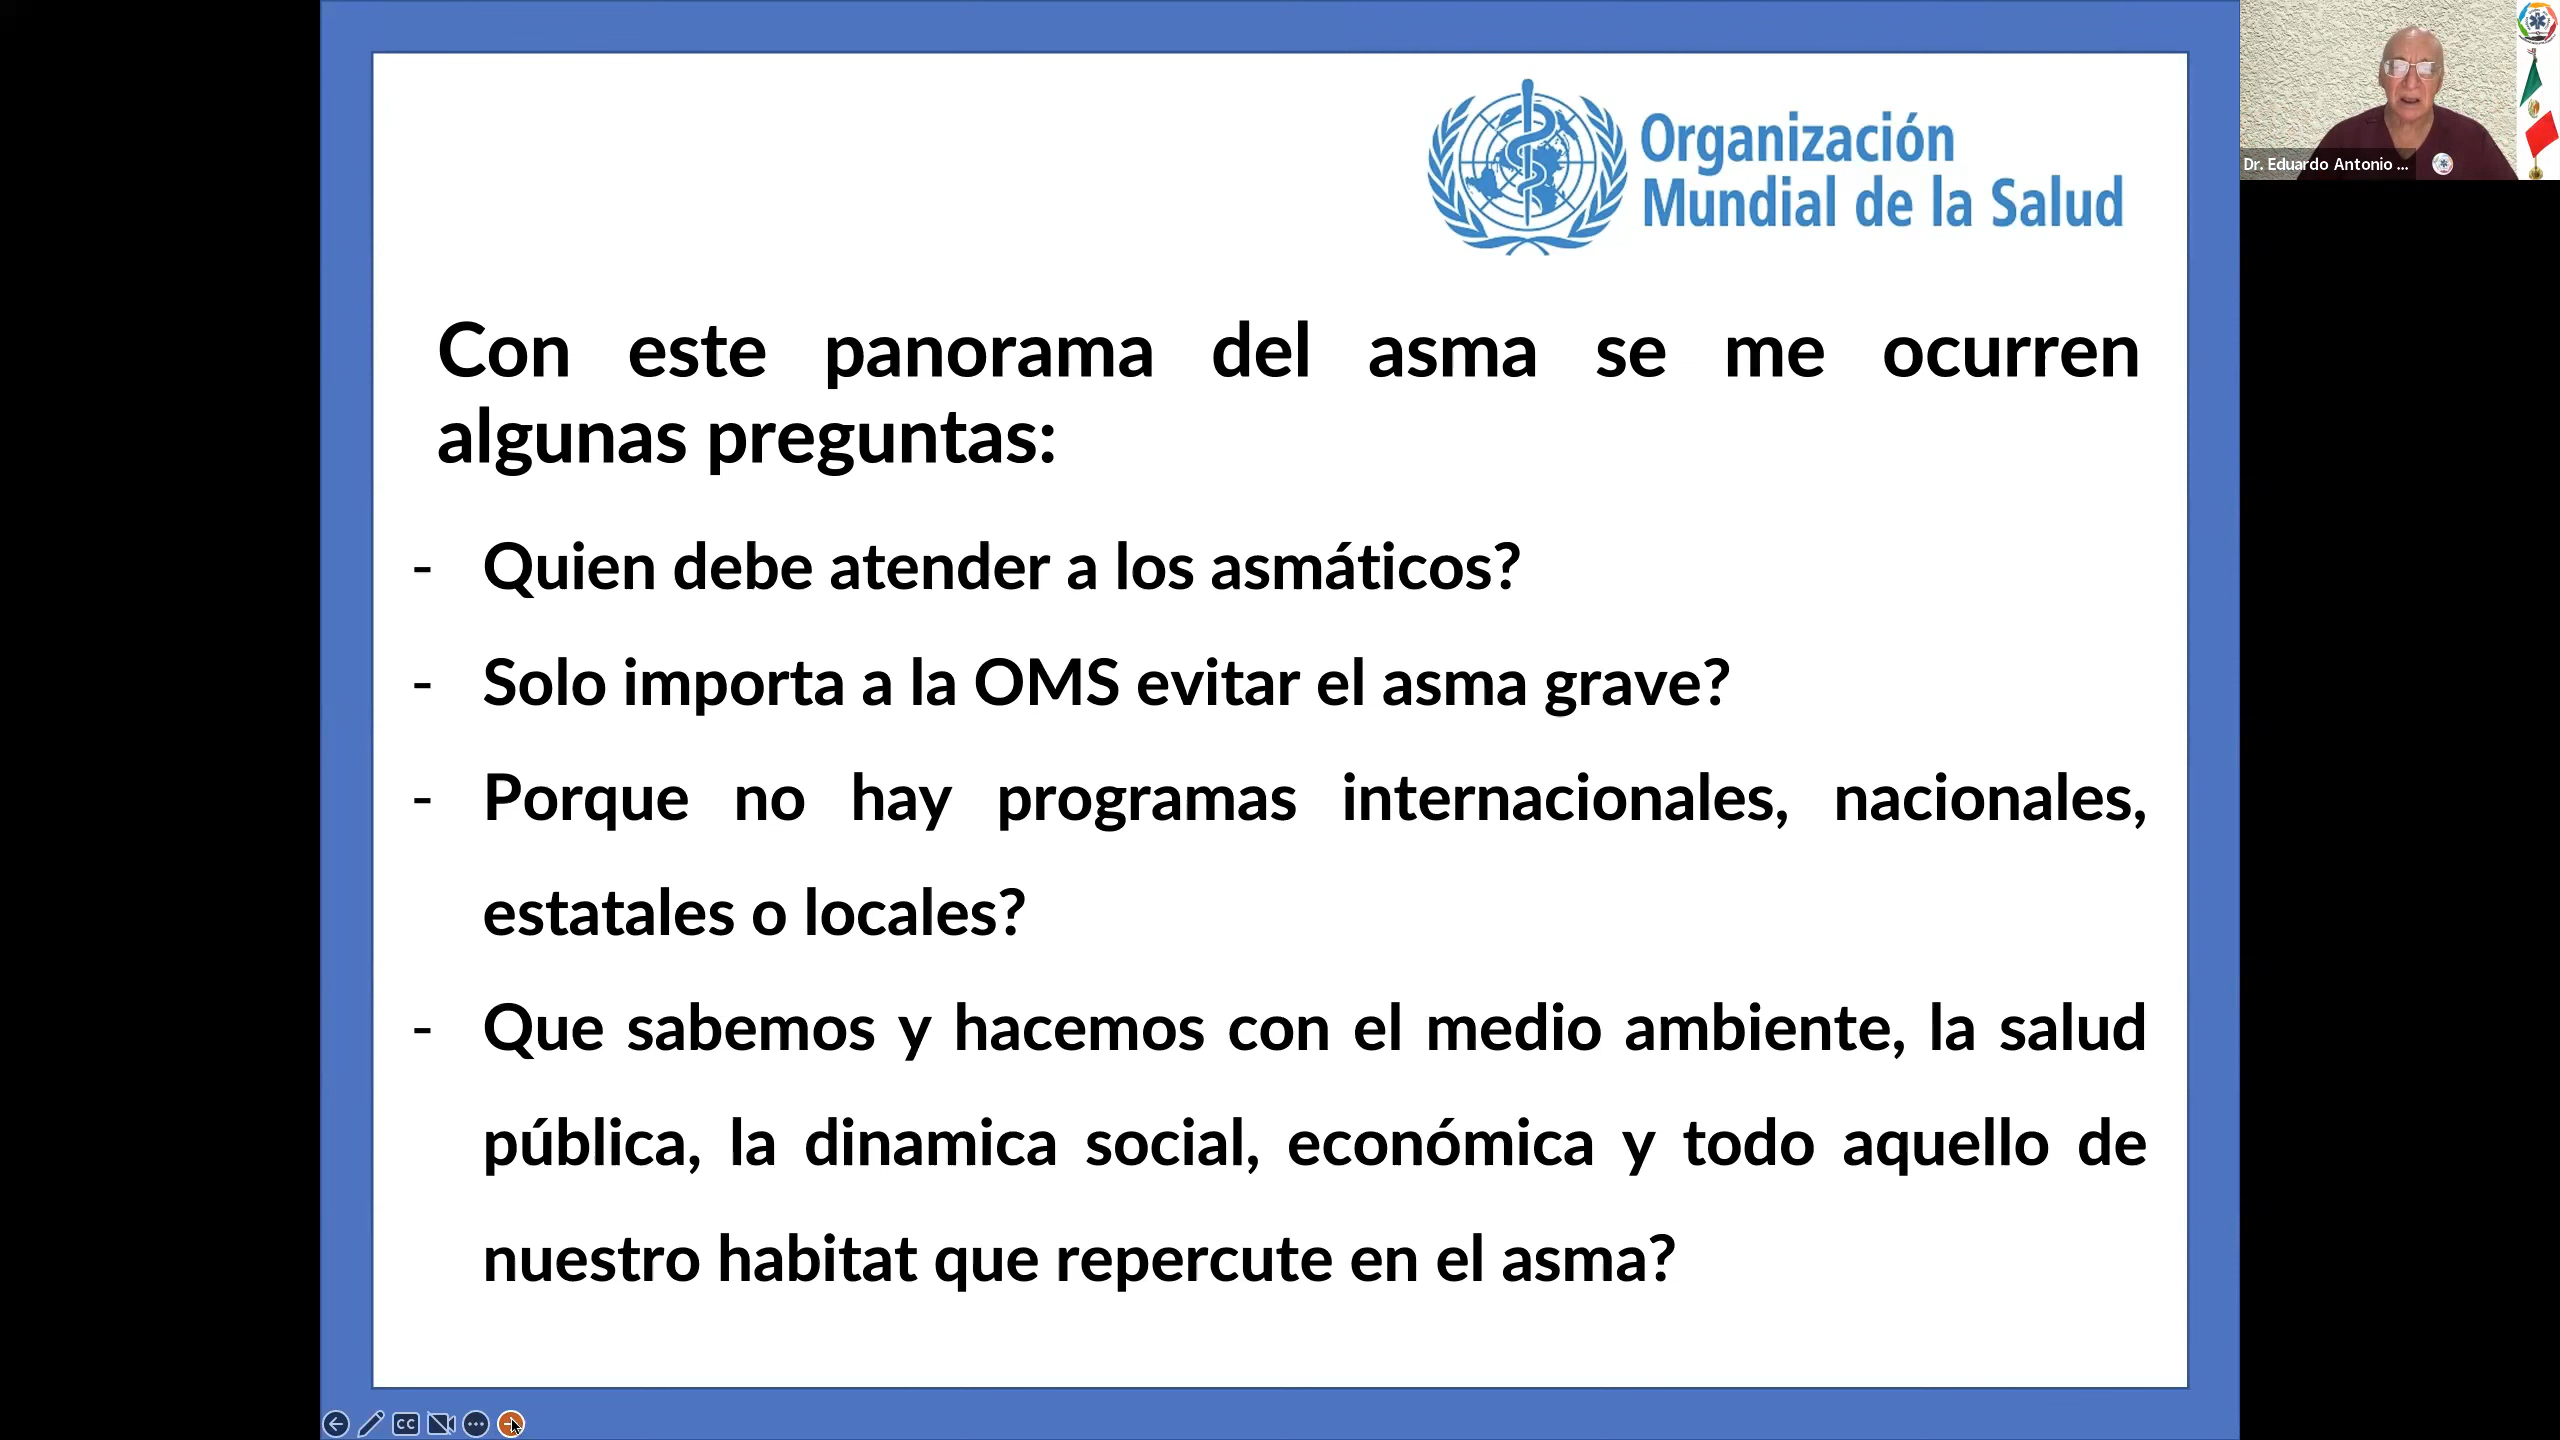 Organización
Mundial de la Salud
Dr. Eduardo Antonio ...
Con este panorama del asma se me ocurren
algunas preguntas:
- Quien debe atender a los asmáticos?
- Solo importa a la OMS evitar el asma grave?
- Porque no hay programas internacionales, nacionales,
estatales o locales?
- Que sabemos y hacemos con el medio ambiente, la salud
pública, la dinamica social, económica y todo aquello de
nuestro habitat que repercute en el asma?
CC